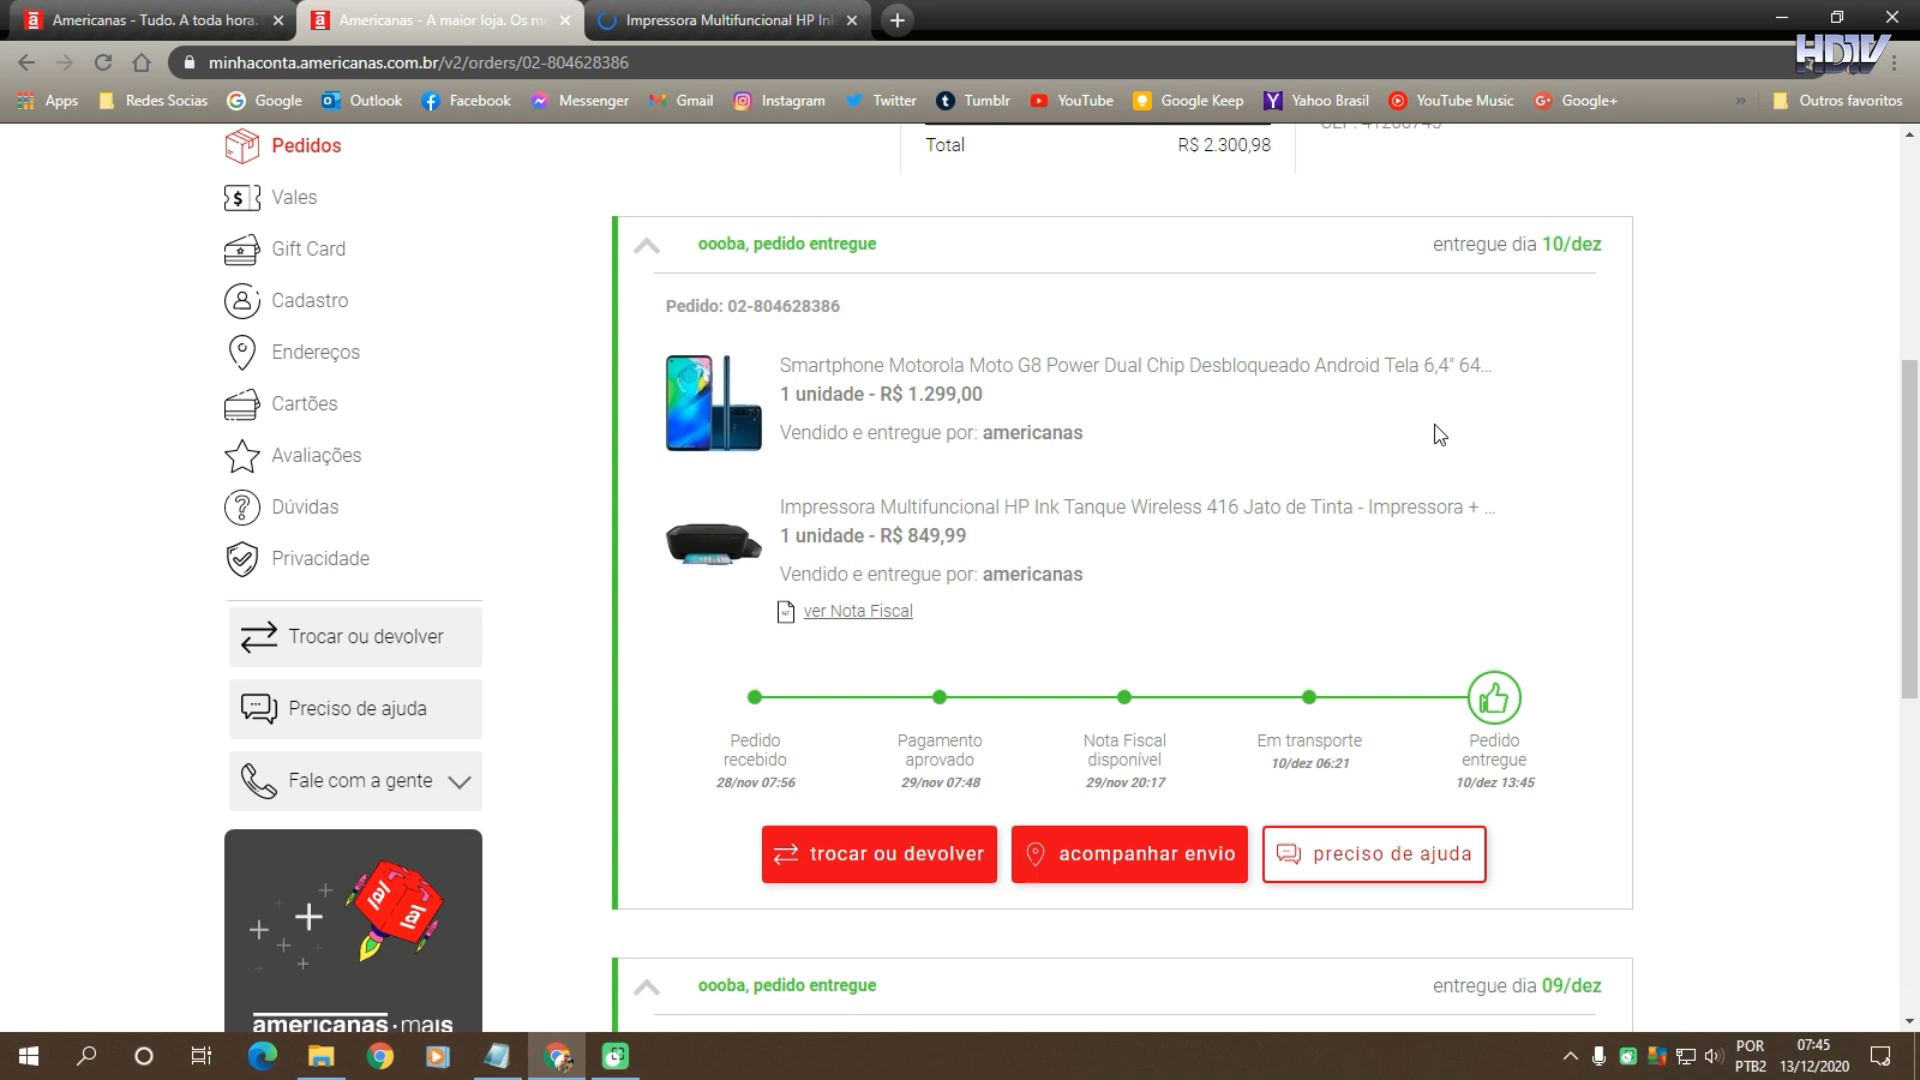 Americanas - Tudo. A toda hora.
Americanas - A maior loja. Os me
Impressora Multifuncional HP Ink
HDTV
minhaconta.americanas.com.br/v2/orders/02-804628386
Apps
Redes Socias
Google
Outlook
Facebook
Messenger
Gmail
Instagram
Twitter
Tumblr
YouTube
Google Keep
Yahoo Brasil
YouTube Music
Google+
»
Outros favoritos
Pedidos
Vales
Gift Card
Cadastro
Endereços
Cartões
Avaliações
Dúvidas
Privacidade
Trocar ou devolver
Preciso de ajuda
Fale com a gente
americanas·mais
Total R$ 2.300,98
oooba, pedido entregue
entregue dia 10/dez
Pedido: 02-804628386
Smartphone Motorola Moto G8 Power Dual Chip Desbloqueado Android Tela 6,4" 64...
1 unidade - R$ 1.299,00
Vendido e entregue por: americanas
Impressora Multifuncional HP Ink Tanque Wireless 416 Jato de Tinta - Impressora + ...
1 unidade - R$ 849,99
Vendido e entregue por: americanas
ver Nota Fiscal
Pedido
recebido
28/nov 07:56
Pagamento
aprovado
29/nov 07:48
Nota Fiscal
disponível
29/nov 20:17
Em transporte
10/dez 06:21
Pedido
entregue
10/dez 13:45
trocar ou devolver
acompanhar envio
preciso de ajuda
oooba, pedido entregue
entregue dia 09/dez
POR
PTB2
07:45
13/12/2020